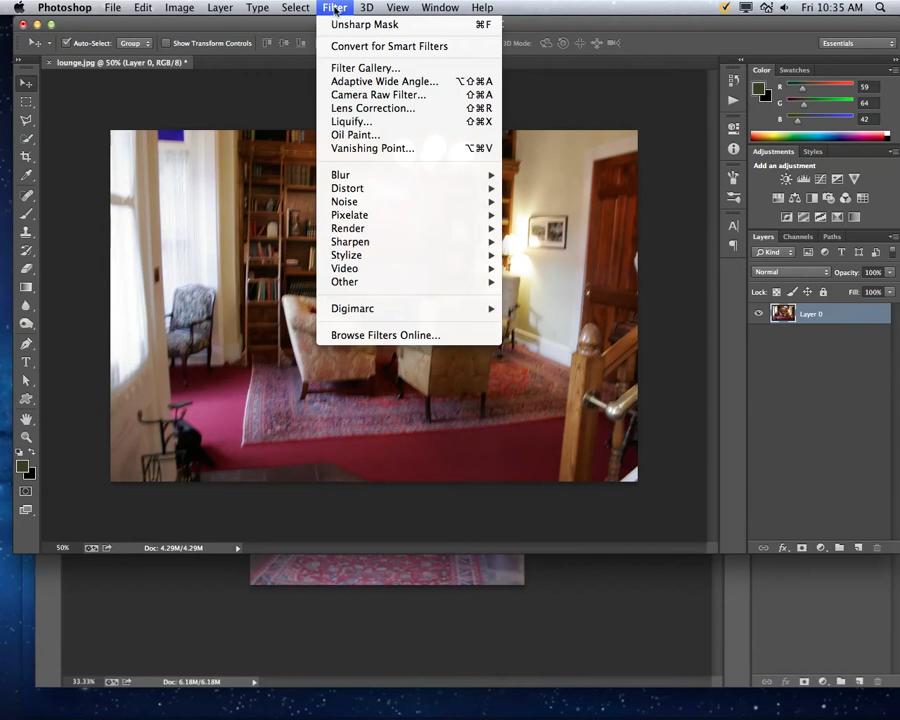 Photoshop File Edit Image Layer Type Select Filter 3D View Window Help Fri 10:35 AM
Auto-Select: Group Show Transform Controls 3D Mode: Essentials
lounge.jpg @ 50% (Layer 0, RGB/8) *
Unsharp Mask ⌘F
Convert for Smart Filters
Filter Gallery...
Adaptive Wide Angle... ⌥⇧⌘A
Camera Raw Filter... ⇧⌘A
Lens Correction... ⇧⌘R
Liquify... ⇧⌘X
Oil Paint...
Vanishing Point... ⌥⌘V
Blur
Distort
Noise
Pixelate
Render
Sharpen
Stylize
Video
Other
Digimarc
Browse Filters Online...
Color Swatches
R 59
G 64
B 42
Adjustments Styles
Add an adjustment
Layers Channels Paths
Kind
Normal Opacity: 100%
Lock: Fill: 100%
Layer 0
50% Doc: 4.29M/4.29M
33.33% Doc: 6.18M/6.18M